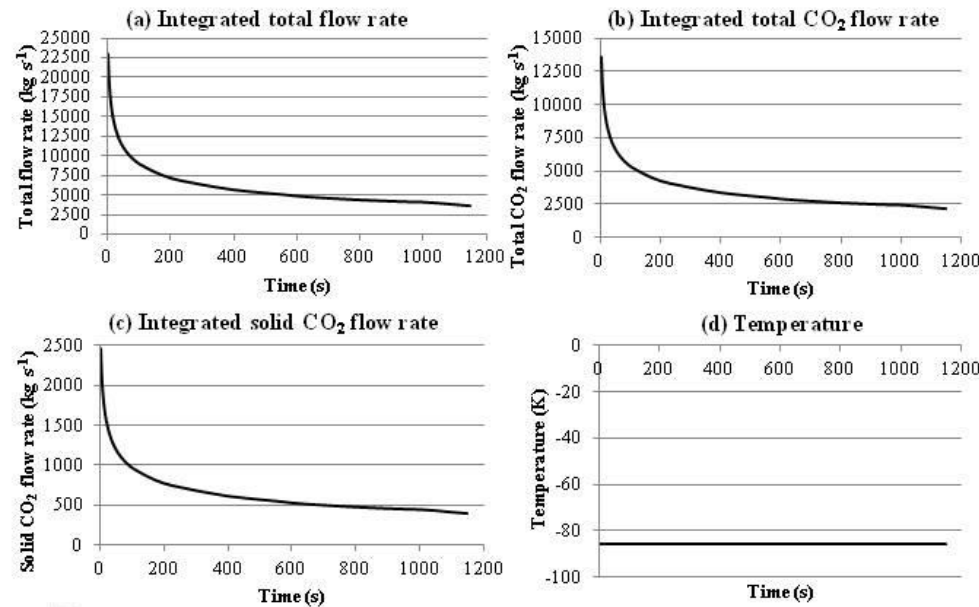 (a) Integrated total flow rate
Total flow rate (kg s⁻¹)
25000
22500
20000
17500
15000
12500
10000
7500
5000
2500
0
0 200 400 600 800 1000 1200
Time (s)
(b) Integrated total CO₂ flow rate
Total CO₂ flow rate (kg s⁻¹)
15000
12500
10000
7500
5000
2500
0
0 200 400 600 800 1000 1200
Time (s)
(c) Integrated solid CO₂ flow rate
Solid CO₂ flow rate (kg s⁻¹)
2500
2000
1500
1000
500
0
0 200 400 600 800 1000 1200
Time (s)
(d) Temperature
Temperature (K)
0
-20
-40
-60
-80
-100
0 200 400 600 800 1000 1200
Time (s)